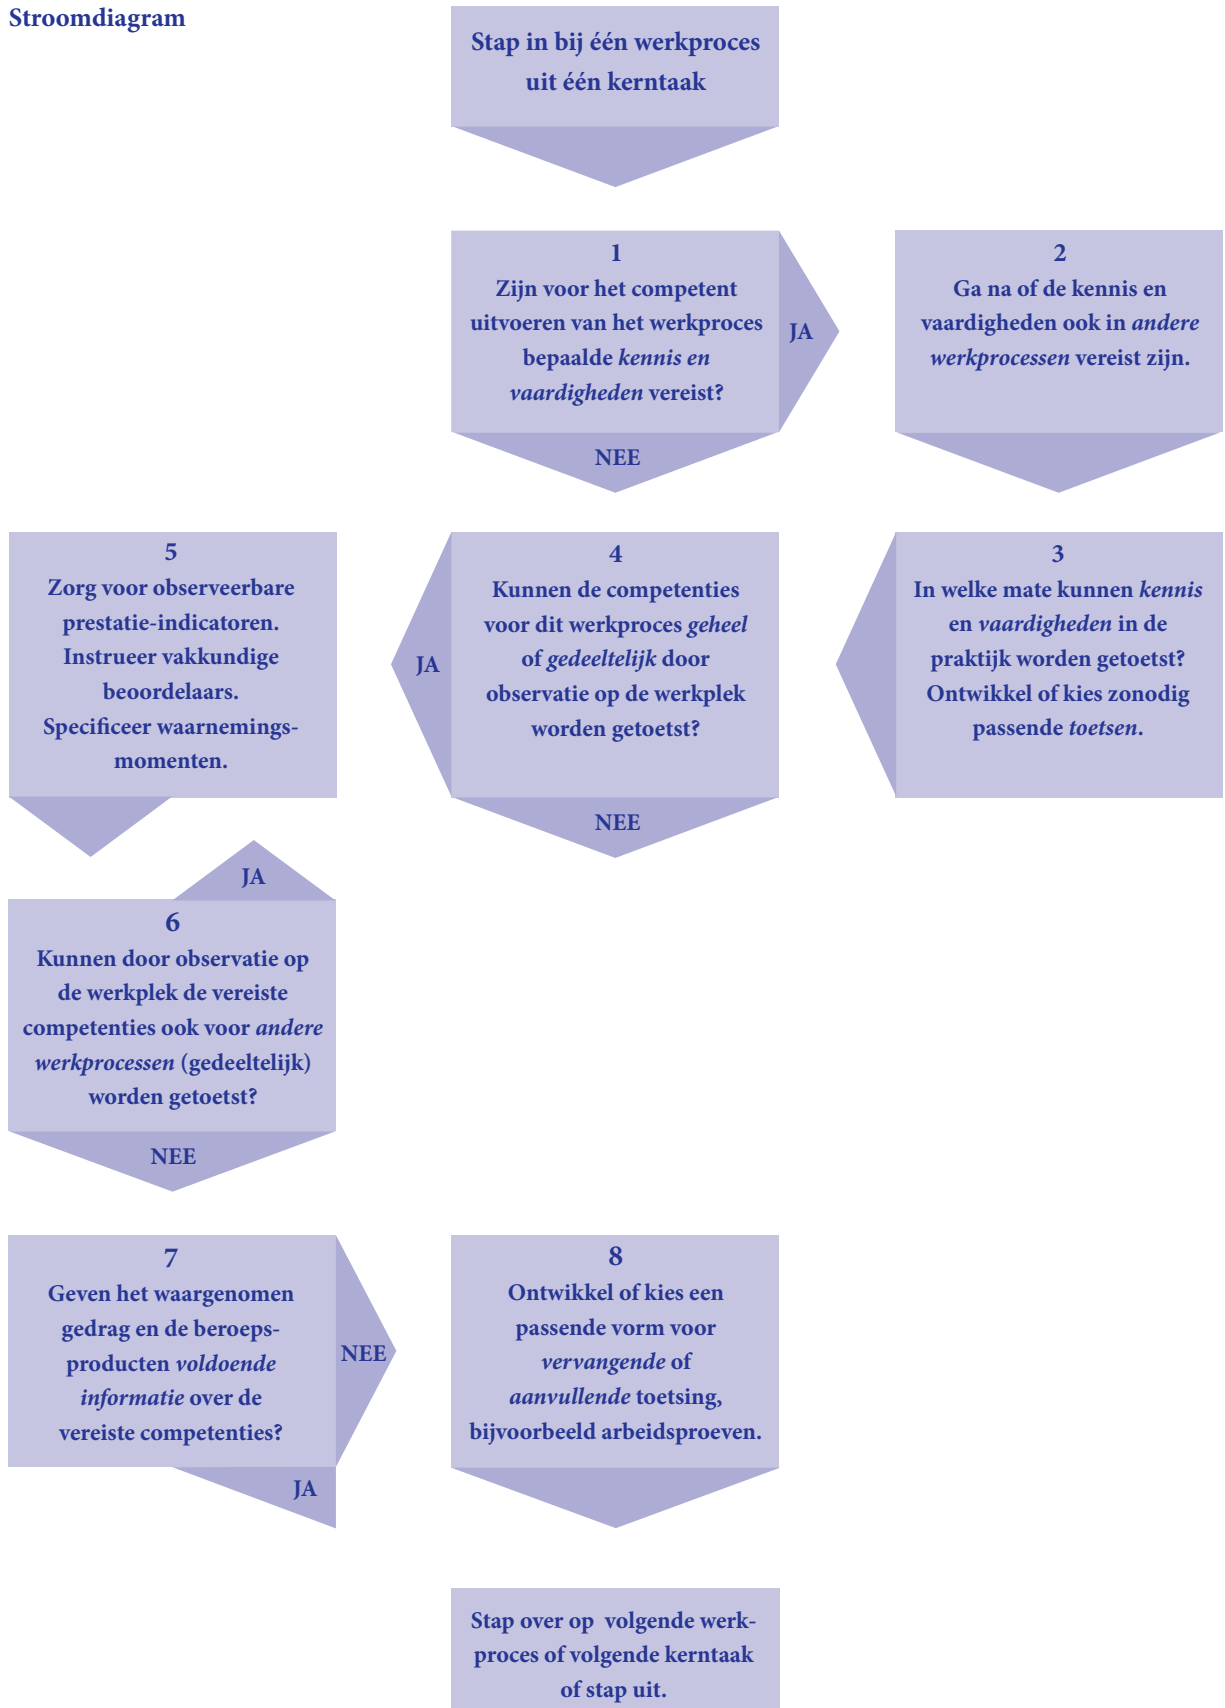 Stroomdiagram
Stap in bij één werkproces
uit één kerntaak
1
Zijn voor het competent
uitvoeren van het werkproces
bepaalde kennis en
vaardigheden vereist?
JA
NEE
2
Ga na of de kennis en
vaardigheden ook in andere
werkprocessen vereist zijn.
3
In welke mate kunnen kennis
en vaardigheden in de
praktijk worden getoetst?
Ontwikkel of kies zonodig
passende toetsen.
4
Kunnen de competenties
voor dit werkproces geheel
of gedeeltelijk door
observatie op de werkplek
worden getoetst?
JA
NEE
5
Zorg voor observeerbare
prestatie-indicatoren.
Instrueer vakkundige
beoordelaars.
Specificeer waarnemings-
momenten.
JA
6
Kunnen door observatie op
de werkplek de vereiste
competenties ook voor andere
werkprocessen (gedeeltelijk)
worden getoetst?
NEE
7
Geven het waargenomen
gedrag en de beroeps-
producten voldoende
informatie over de
vereiste competenties?
NEE
JA
8
Ontwikkel of kies een
passende vorm voor
vervangende of
aanvullende toetsing,
bijvoorbeeld arbeidsproeven.
Stap over op volgende werk-
proces of volgende kerntaak
of stap uit.